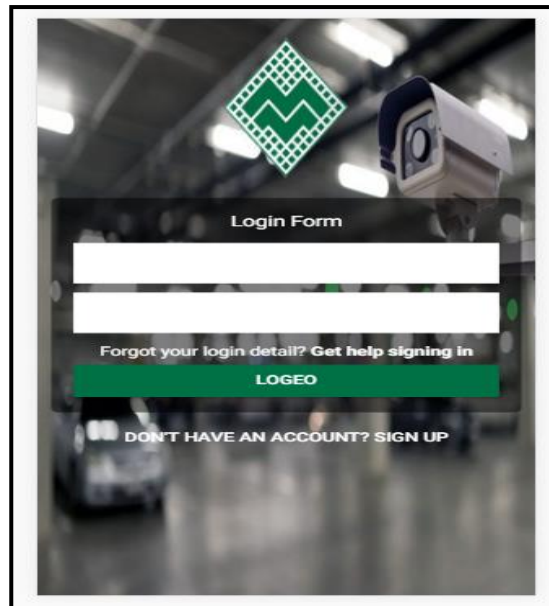 Login Form
Forgot your login detail? Get help signing in
LOGEO
DON'T HAVE AN ACCOUNT? SIGN UP